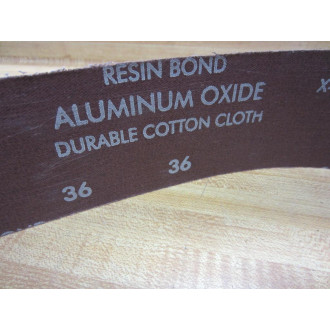 RESIN BOND
ALUMINUM OXIDE
DURABLE COTTON CLOTH
36 36
X-